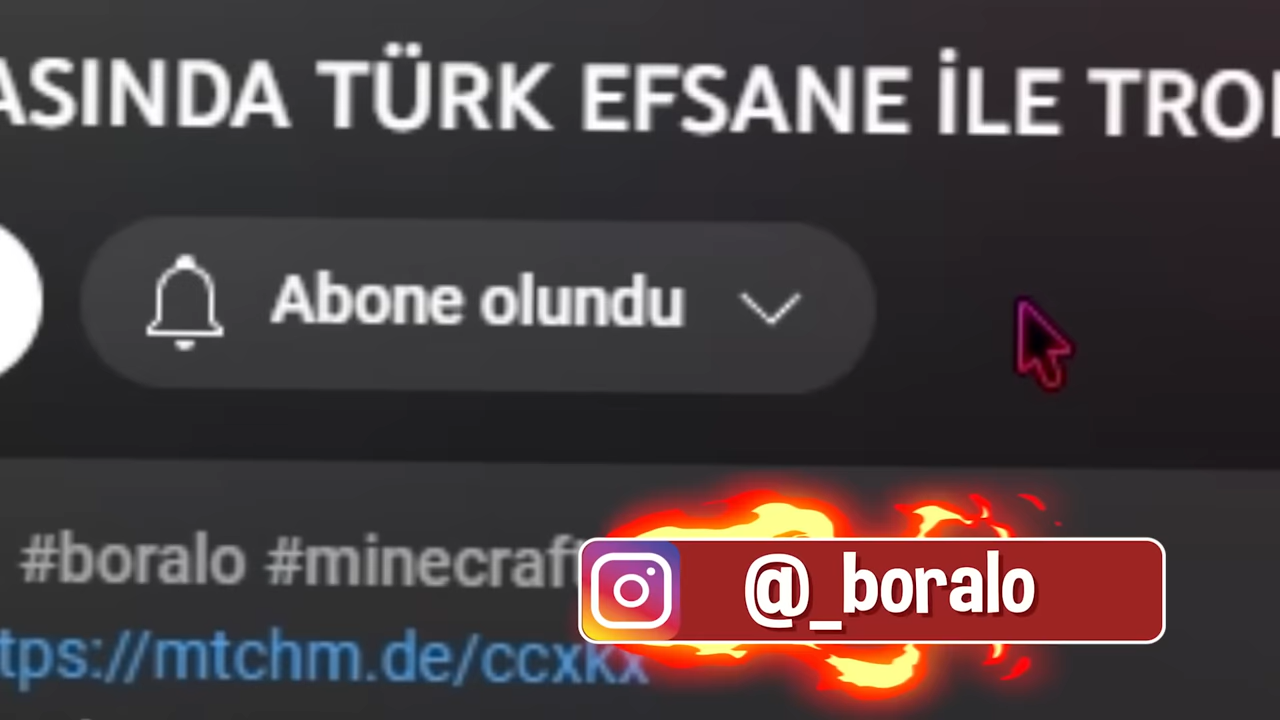 ASINDA TÜRK EFSANE İLE TRO
Abone olundu
#boralo #minecraft
@_boralo
tps://mtchm.de/ccxkx